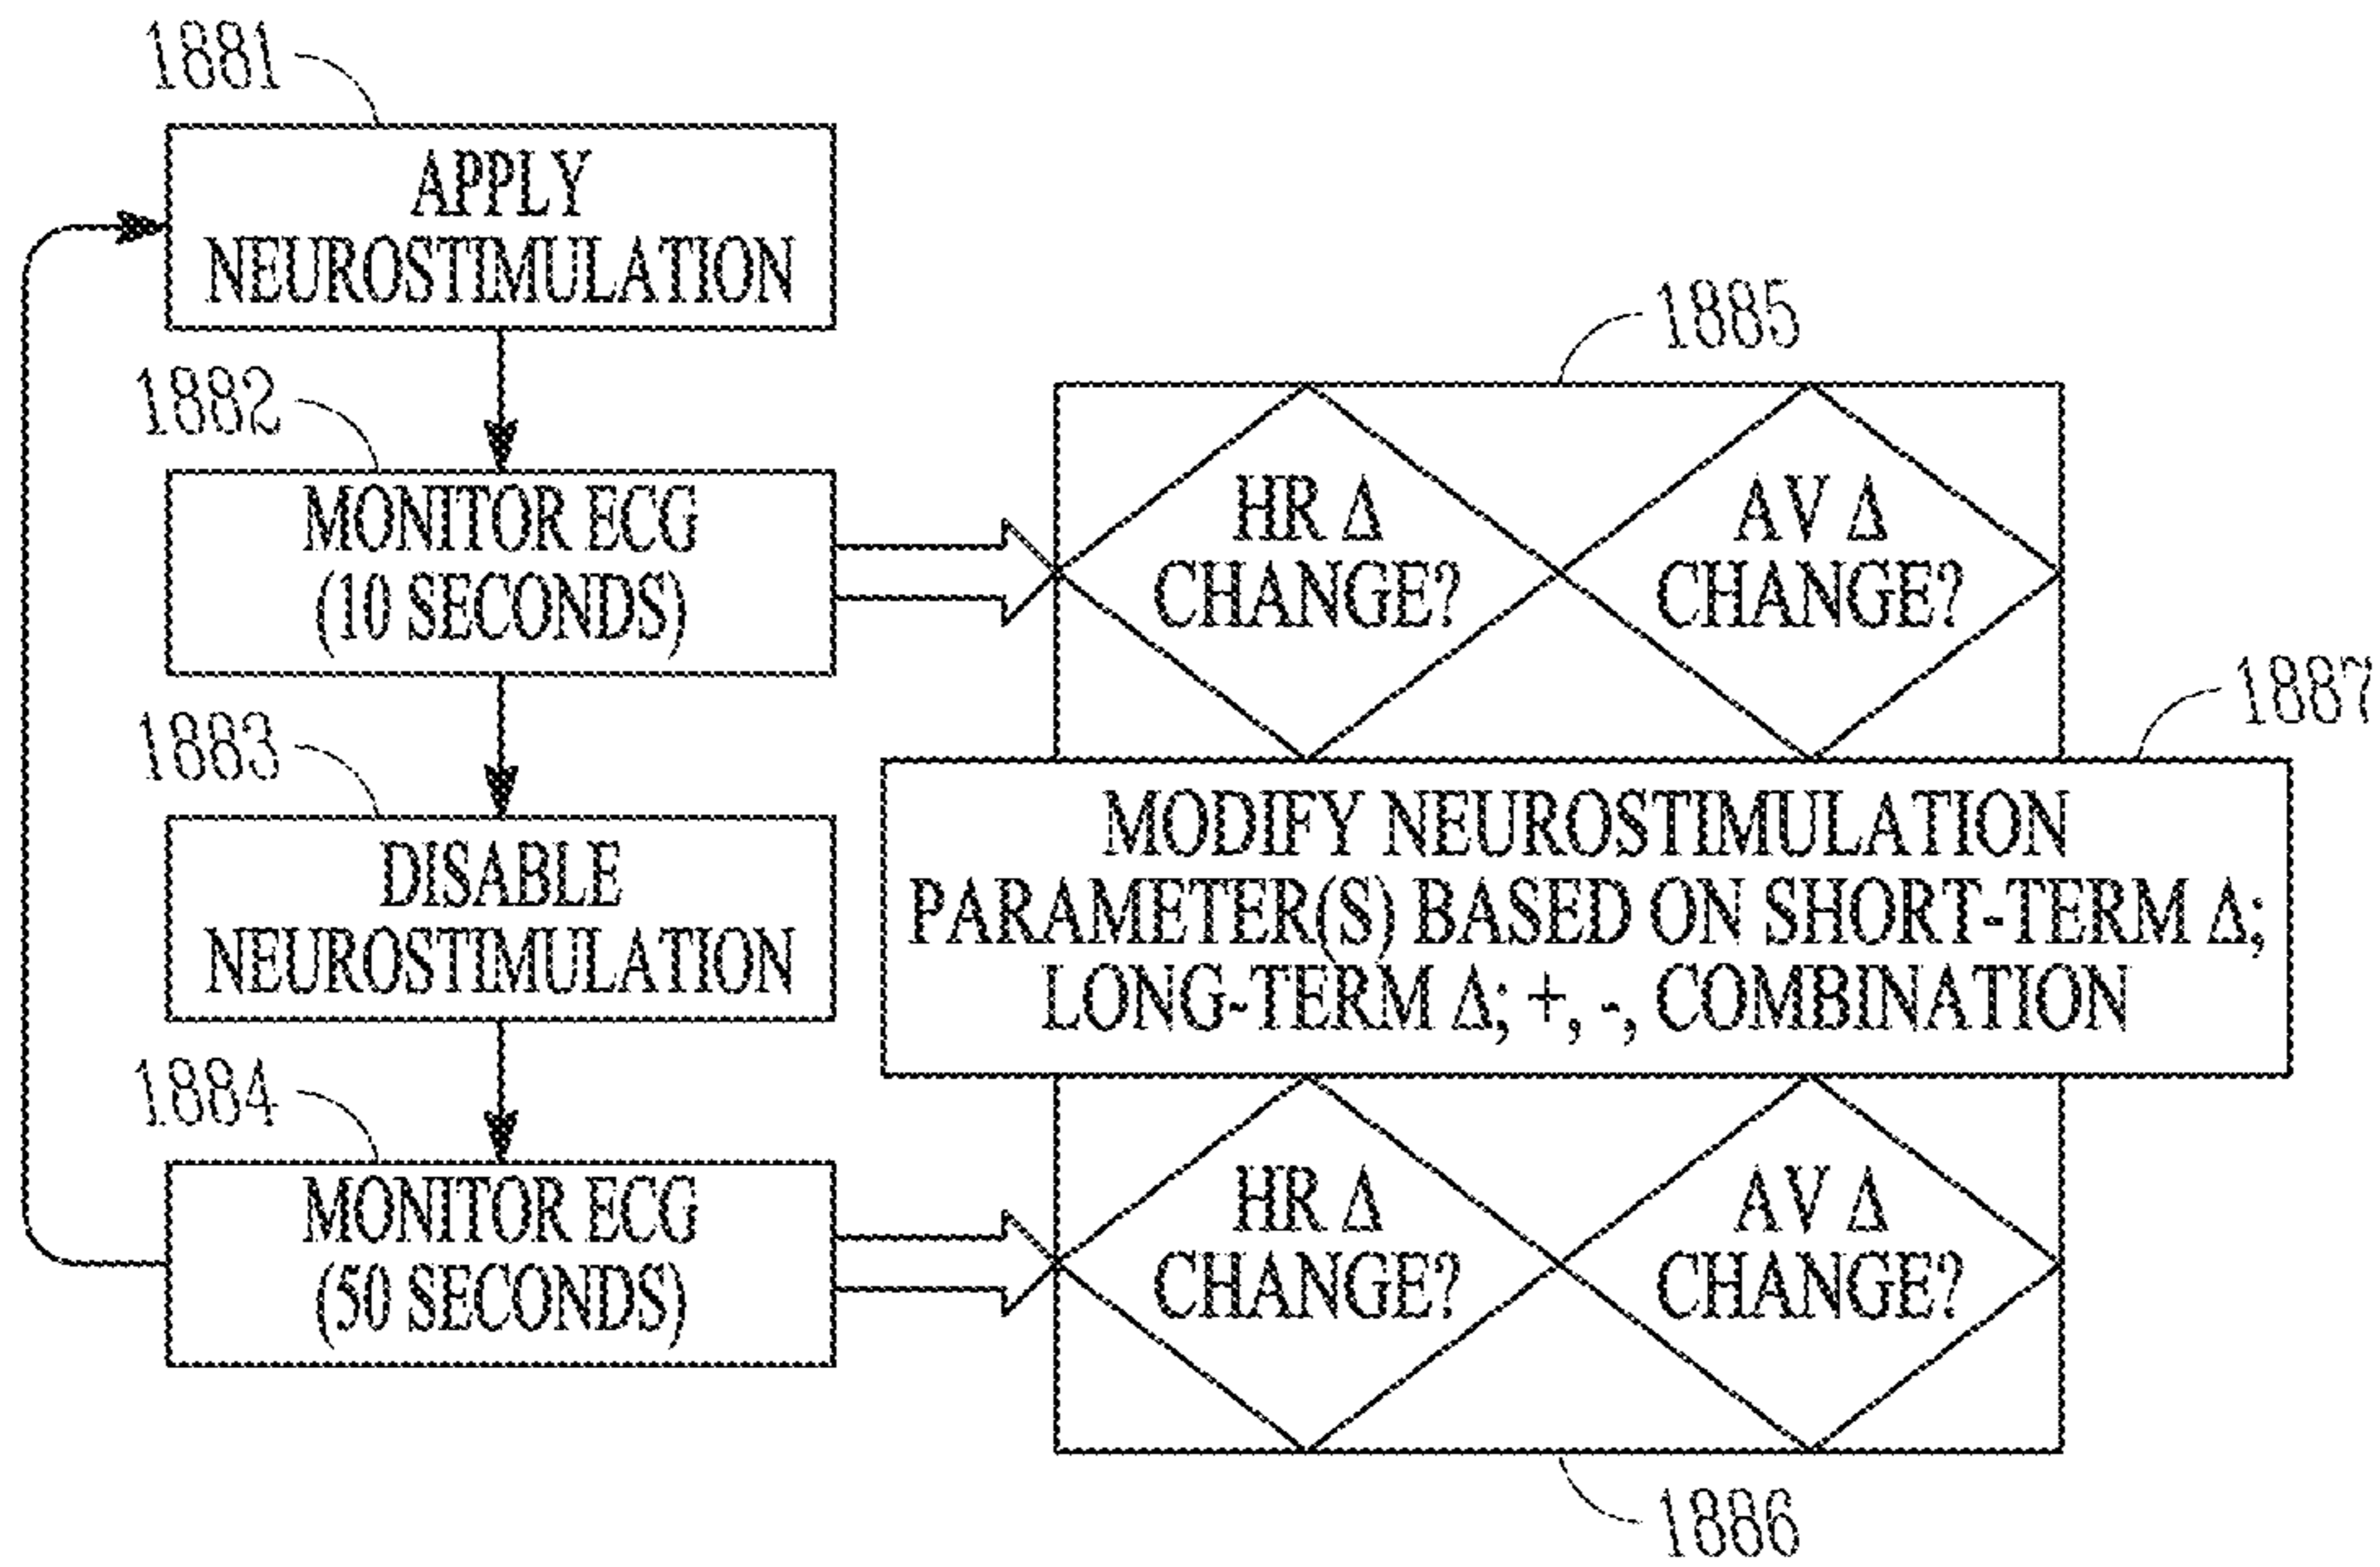 1881
APPLY
NEUROSTIMULATION
1882
MONITOR ECG
(10 SECONDS)
1883
DISABLE
NEUROSTIMULATION
1884
MONITOR ECG
(50 SECONDS)
1885
HR Δ
CHANGE?
AV Δ
CHANGE?
1887
MODIFY NEUROSTIMULATION
PARAMETER(S) BASED ON SHORT-TERM Δ;
LONG-TERM Δ; +, -, COMBINATION
HR Δ
CHANGE?
AV Δ
CHANGE?
1886